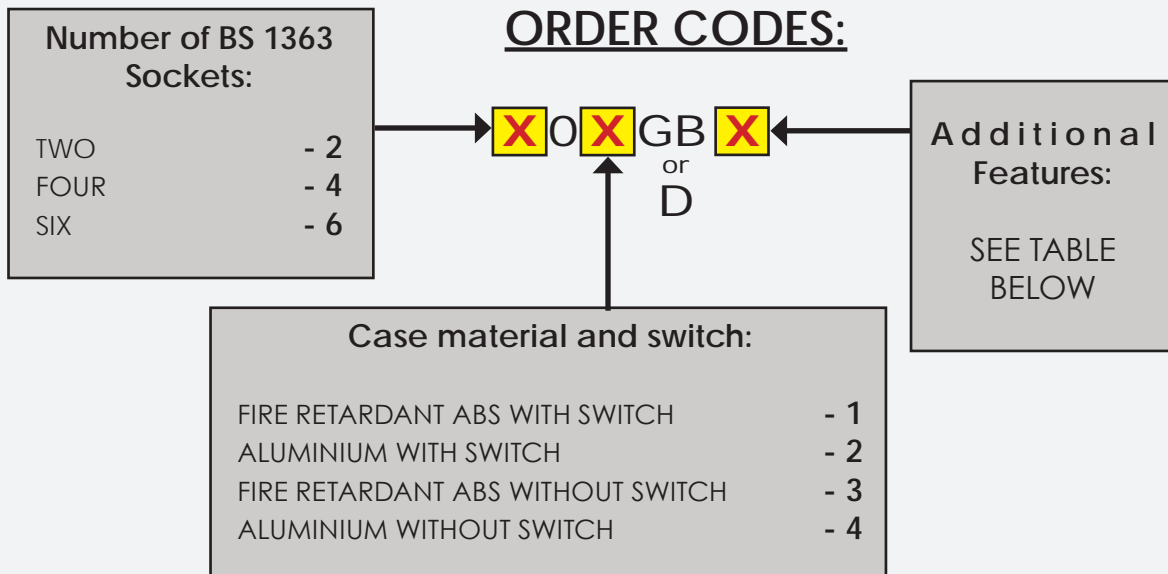 ORDER CODES:
Number of BS 1363
Sockets:
TWO - 2
FOUR - 4
SIX - 6
X0XGB X
or
D
Additional
Features:
SEE TABLE
BELOW
Case material and switch:
FIRE RETARDANT ABS WITH SWITCH - 1
ALUMINIUM WITH SWITCH - 2
FIRE RETARDANT ABS WITHOUT SWITCH - 3
ALUMINIUM WITHOUT SWITCH - 4